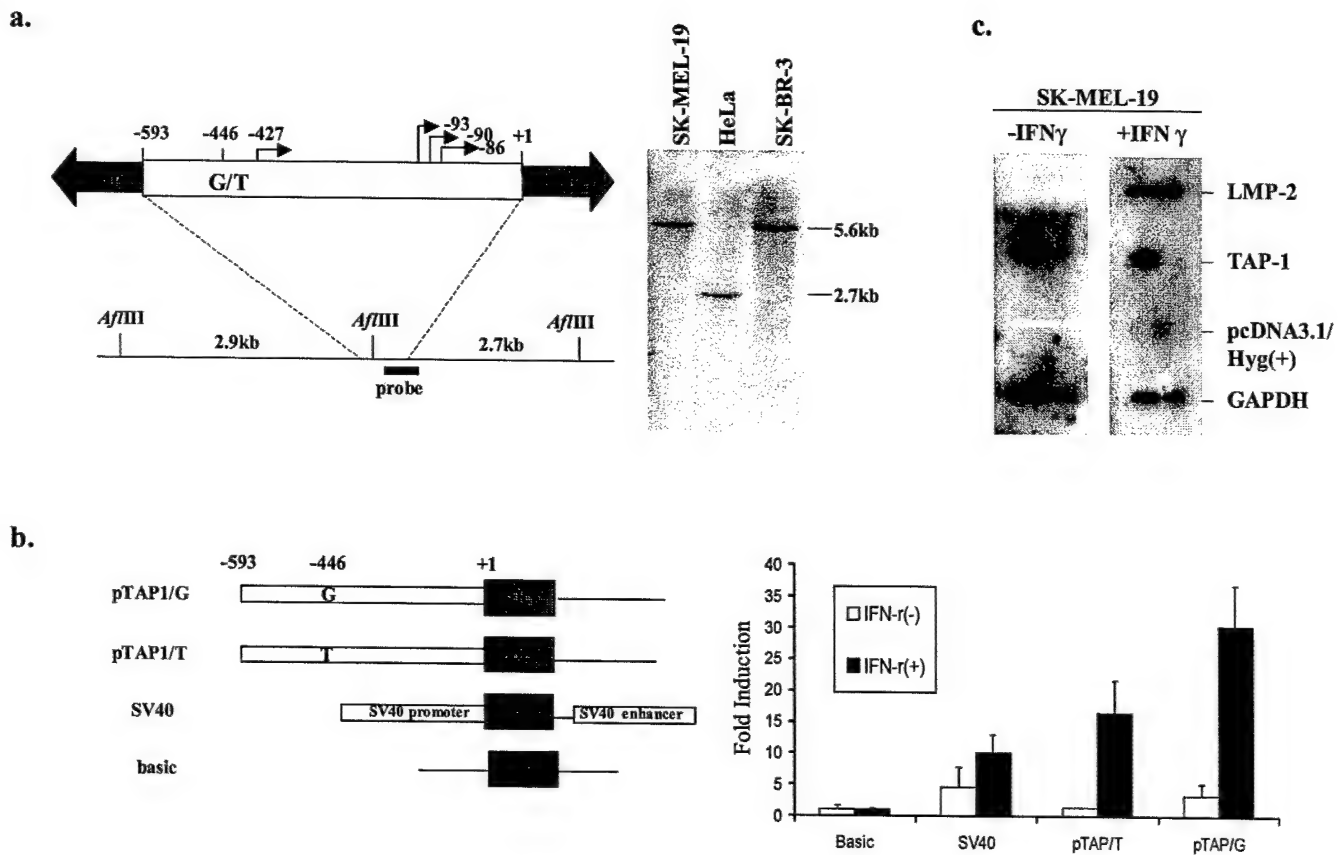 a.
-593
-446
-427
-93
-90
-86
+1
G/T
AflIII
2.9kb
AflIII
2.7kb
AflIII
probe
SK-MEL-19
HeLa
SK-BR-3
5.6kb
2.7kb
c.
SK-MEL-19
-IFNγ
+IFN γ
LMP-2
TAP-1
pcDNA3.1/
Hyg(+)
GAPDH
b.
-593
-446
+1
pTAP1/G
G
pTAP1/T
T
SV40
SV40 promoter
SV40 enhancer
basic
Fold Induction
40
35
30
25
20
15
10
5
0
IFN-r(-)
IFN-r(+)
Basic
SV40
pTAP/T
pTAP/G